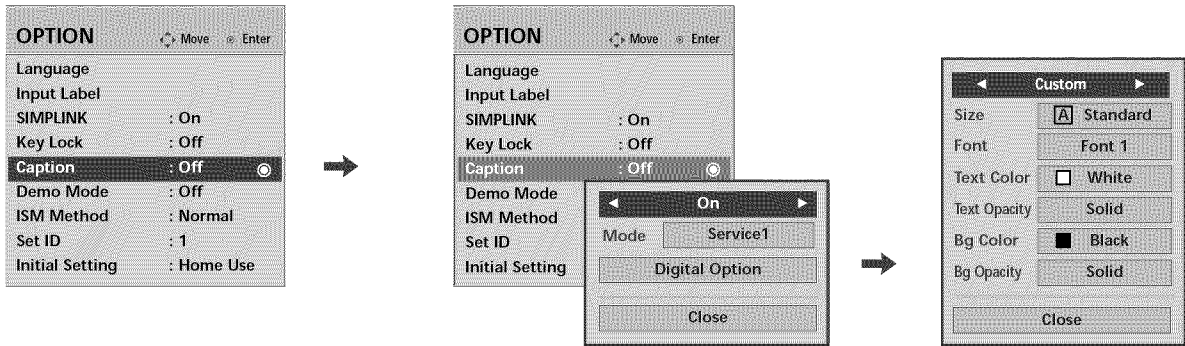 OPTION Move Enter
Language
Input Label
SIMPLINK : On
Key Lock : Off
Caption : Off
Demo Mode : Off
ISM Method : Normal
Set ID : 1
Initial Setting : Home Use
OPTION Move Enter
Language
Input Label
SIMPLINK : On
Key Lock : Off
Caption : Off
Demo Mode
ISM Method
Set ID
Initial Setting
On
Mode Service1
Digital Option
Close
Custom
Size A Standard
Font Font 1
Text Color White
Text Opacity Solid
Bg Color Black
Bg Opacity Solid
Close